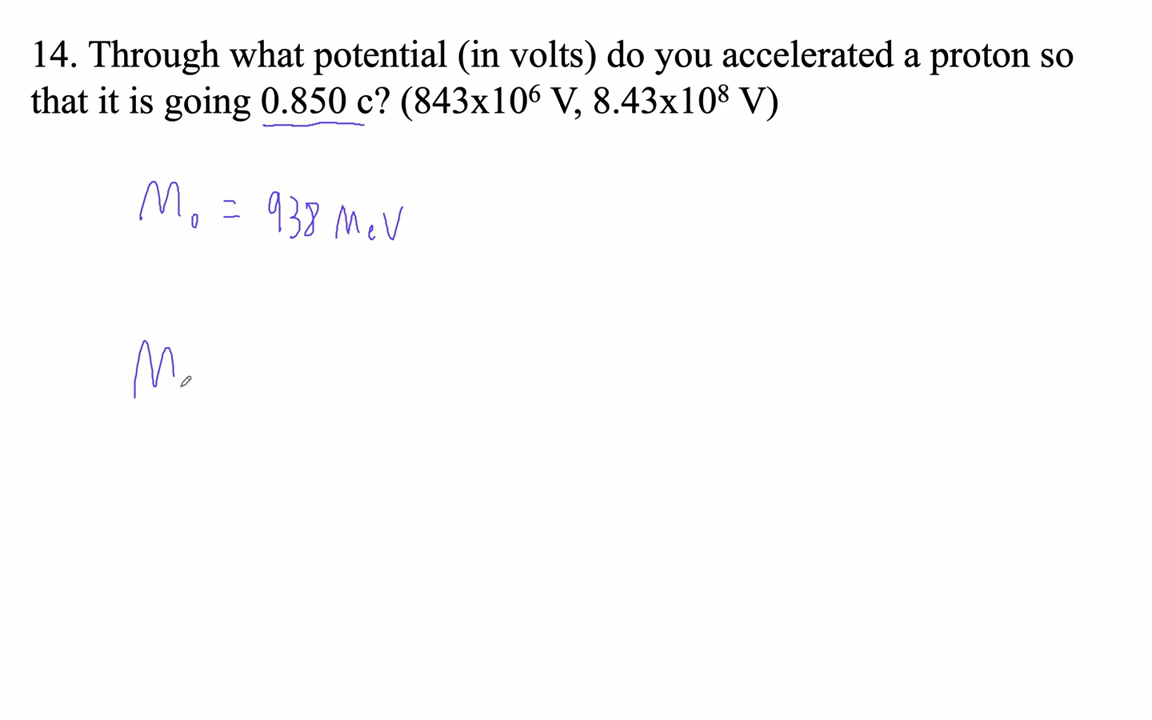 14. Through what potential (in volts) do you accelerated a proton so
that it is going 0.850 c? (843x10⁶ V, 8.43x10⁸ V)
M₀ = 938 MeV
M